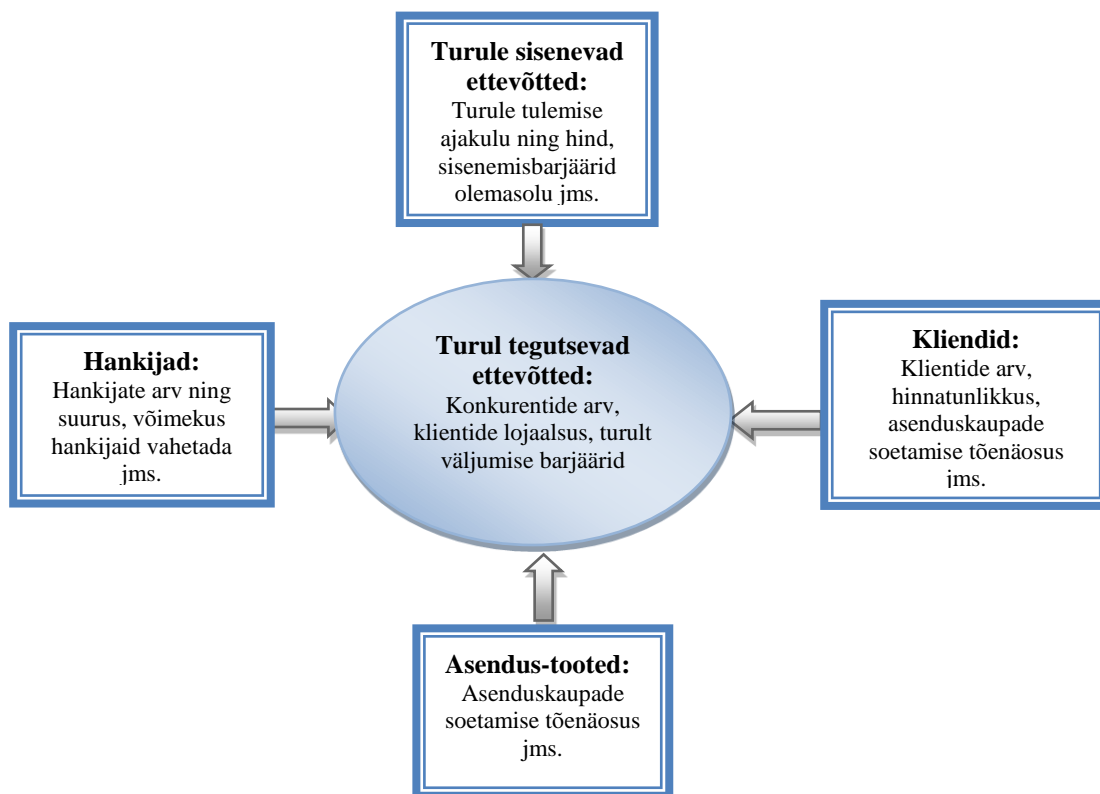 Turule sisenevad
ettevõtted:
Turule tulemise
ajakulu ning hind,
sisenemisbarjäärid
olemasolu jms.
Hankijad:
Hankijate arv ning
suurus, võimekus
hankijaid vahetada
jms.
Turul tegutsevad
ettevõtted:
Konkurentide arv,
klientide lojaalsus, turult
väljumise barjäärid
Kliendid:
Klientide arv,
hinnatunlikkus,
asenduskaupade
soetamise tõenäosus
jms.
Asendus-tooted:
Asenduskaupade
soetamise tõenäosus
jms.